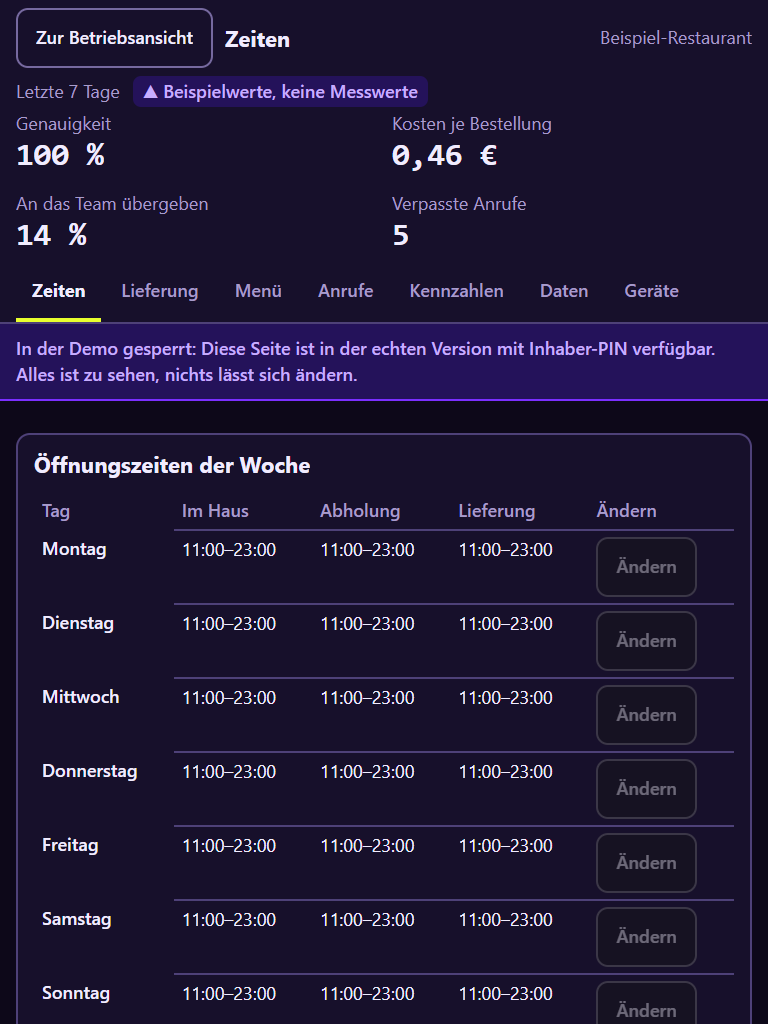 Zur Betriebsansicht Zeiten Beispiel-Restaurant
Letzte 7 Tage ▲ Beispielwerte, keine Messwerte
Genauigkeit Kosten je Bestellung
100 % 0,46 €
An das Team übergeben Verpasste Anrufe
14 % 5
Zeiten Lieferung Menü Anrufe Kennzahlen Daten Geräte
In der Demo gesperrt: Diese Seite ist in der echten Version mit Inhaber-PIN verfügbar.
Alles ist zu sehen, nichts lässt sich ändern.
Öffnungszeiten der Woche
Tag Im Haus Abholung Lieferung Ändern
Montag 11:00–23:00 11:00–23:00 11:00–23:00 Ändern
Dienstag 11:00–23:00 11:00–23:00 11:00–23:00 Ändern
Mittwoch 11:00–23:00 11:00–23:00 11:00–23:00 Ändern
Donnerstag 11:00–23:00 11:00–23:00 11:00–23:00 Ändern
Freitag 11:00–23:00 11:00–23:00 11:00–23:00 Ändern
Samstag 11:00–23:00 11:00–23:00 11:00–23:00 Ändern
Sonntag 11:00–23:00 11:00–23:00 11:00–23:00 Ändern